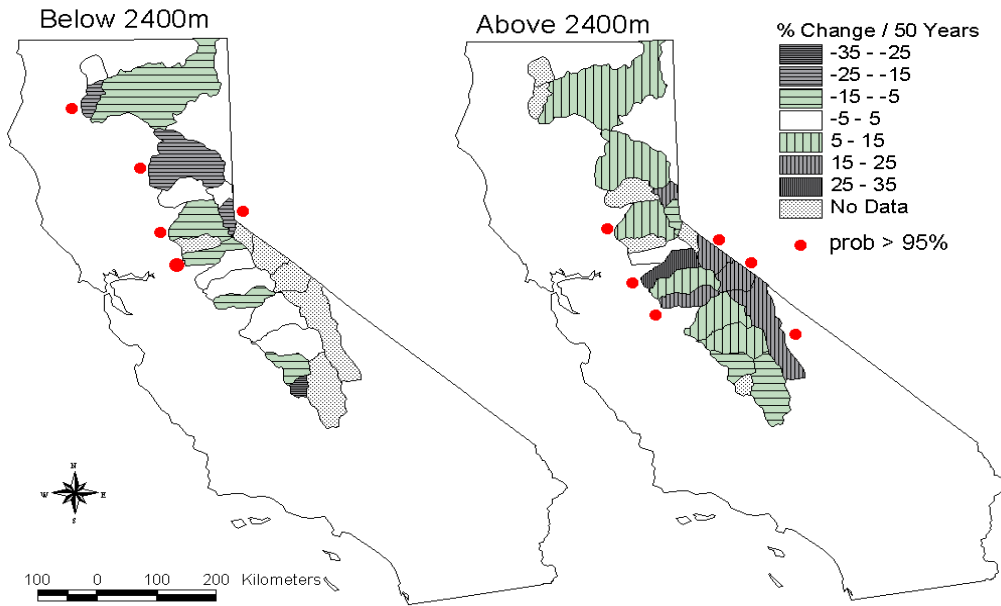 Below 2400m
Above 2400m
% Change / 50 Years
-35 - -25
-25 - -15
-15 - -5
-5 - 5
5 - 15
15 - 25
25 - 35
No Data
prob > 95%
N
W E
S
100 0 100 200 Kilometers